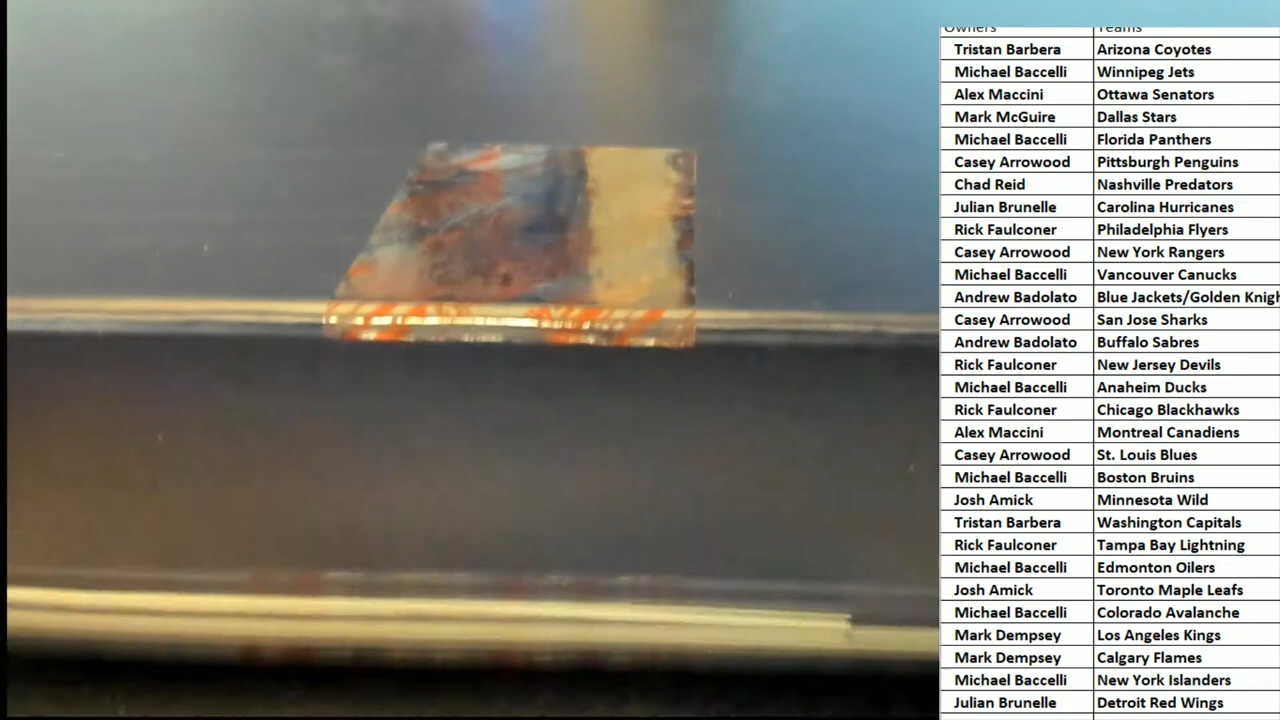 Owners Teams
Tristan Barbera Arizona Coyotes
Michael Baccelli Winnipeg Jets
Alex Maccini Ottawa Senators
Mark McGuire Dallas Stars
Michael Baccelli Florida Panthers
Casey Arrowood Pittsburgh Penguins
Chad Reid Nashville Predators
Julian Brunelle Carolina Hurricanes
Rick Faulconer Philadelphia Flyers
Casey Arrowood New York Rangers
Michael Baccelli Vancouver Canucks
Andrew Badolato Blue Jackets/Golden Knigh
Casey Arrowood San Jose Sharks
Andrew Badolato Buffalo Sabres
Rick Faulconer New Jersey Devils
Michael Baccelli Anaheim Ducks
Rick Faulconer Chicago Blackhawks
Alex Maccini Montreal Canadiens
Casey Arrowood St. Louis Blues
Michael Baccelli Boston Bruins
Josh Amick Minnesota Wild
Tristan Barbera Washington Capitals
Rick Faulconer Tampa Bay Lightning
Michael Baccelli Edmonton Oilers
Josh Amick Toronto Maple Leafs
Michael Baccelli Colorado Avalanche
Mark Dempsey Los Angeles Kings
Mark Dempsey Calgary Flames
Michael Baccelli New York Islanders
Julian Brunelle Detroit Red Wings